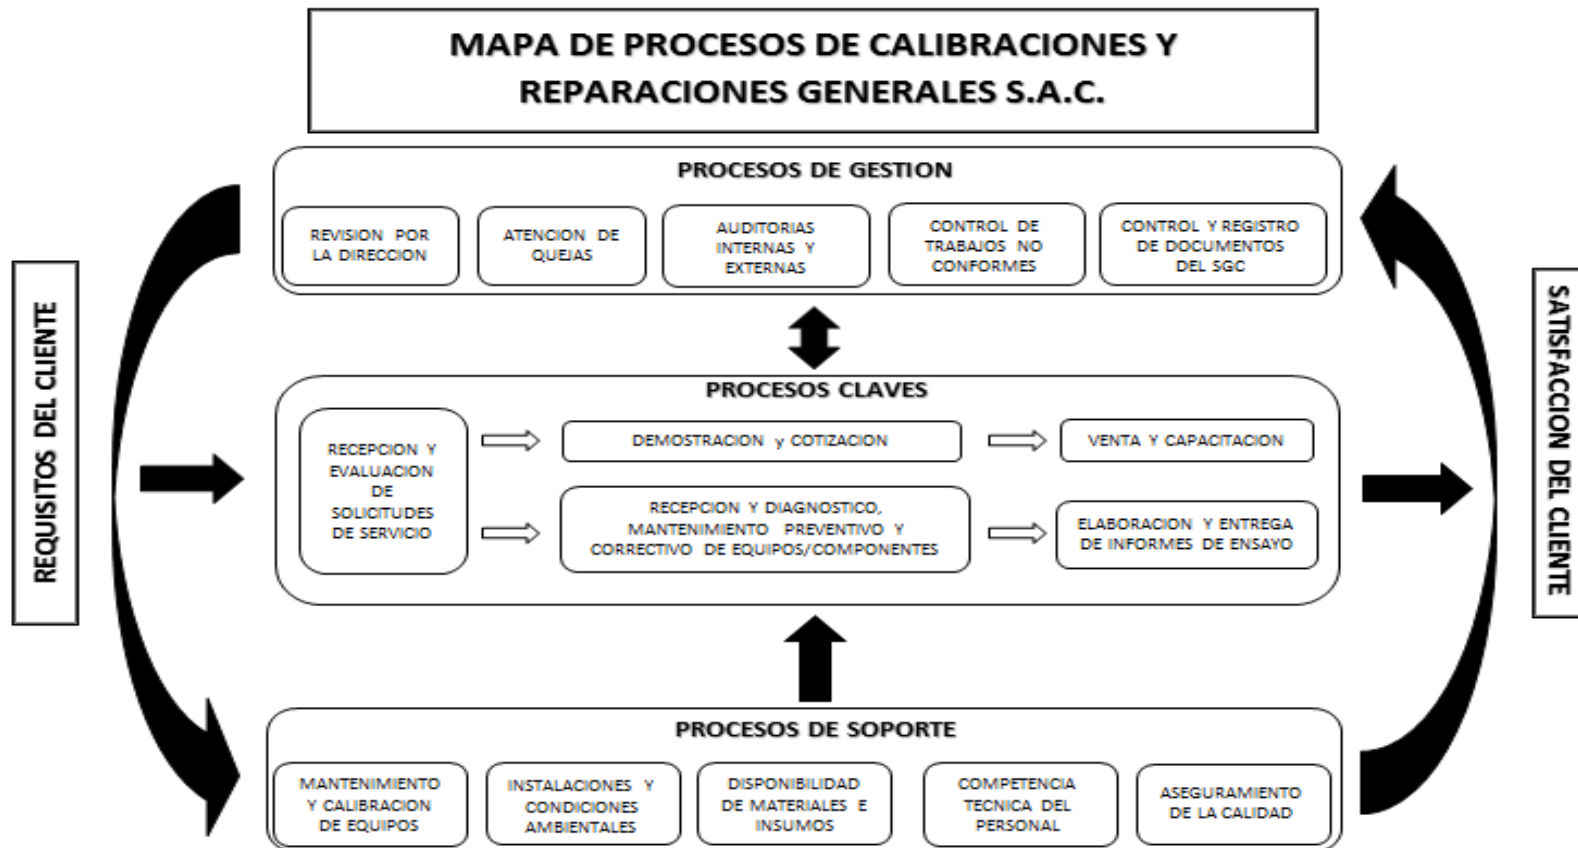 MAPA DE PROCESOS DE CALIBRACIONES Y
REPARACIONES GENERALES S.A.C.
PROCESOS DE GESTION
REVISION POR
LA DIRECCION
ATENCION DE
QUEJAS
AUDITORIAS
INTERNAS Y
EXTERNAS
CONTROL DE
TRABAJOS NO
CONFORMES
CONTROL Y REGISTRO
DE DOCUMENTOS
DEL SGC
REQUISITOS DEL CLIENTE
PROCESOS CLAVES
RECEPCION Y
EVALUACION
DE
SOLICITUDES
DE SERVICIO
DEMOSTRACION y COTIZACION
VENTA Y CAPACITACION
RECEPCION Y DIAGNOSTICO,
MANTENIMIENTO PREVENTIVO Y
CORRECTIVO DE EQUIPOS/COMPONENTES
ELABORACION Y ENTREGA
DE INFORMES DE ENSAYO
SATISFACCION DEL CLIENTE
PROCESOS DE SOPORTE
MANTENIMIENTO
Y CALIBRACION
DE EQUIPOS
INSTALACIONES Y
CONDICIONES
AMBIENTALES
DISPONIBILIDAD
DE MATERIALES E
INSUMOS
COMPETENCIA
TECNICA DEL
PERSONAL
ASEGURAMIENTO
DE LA CALIDAD